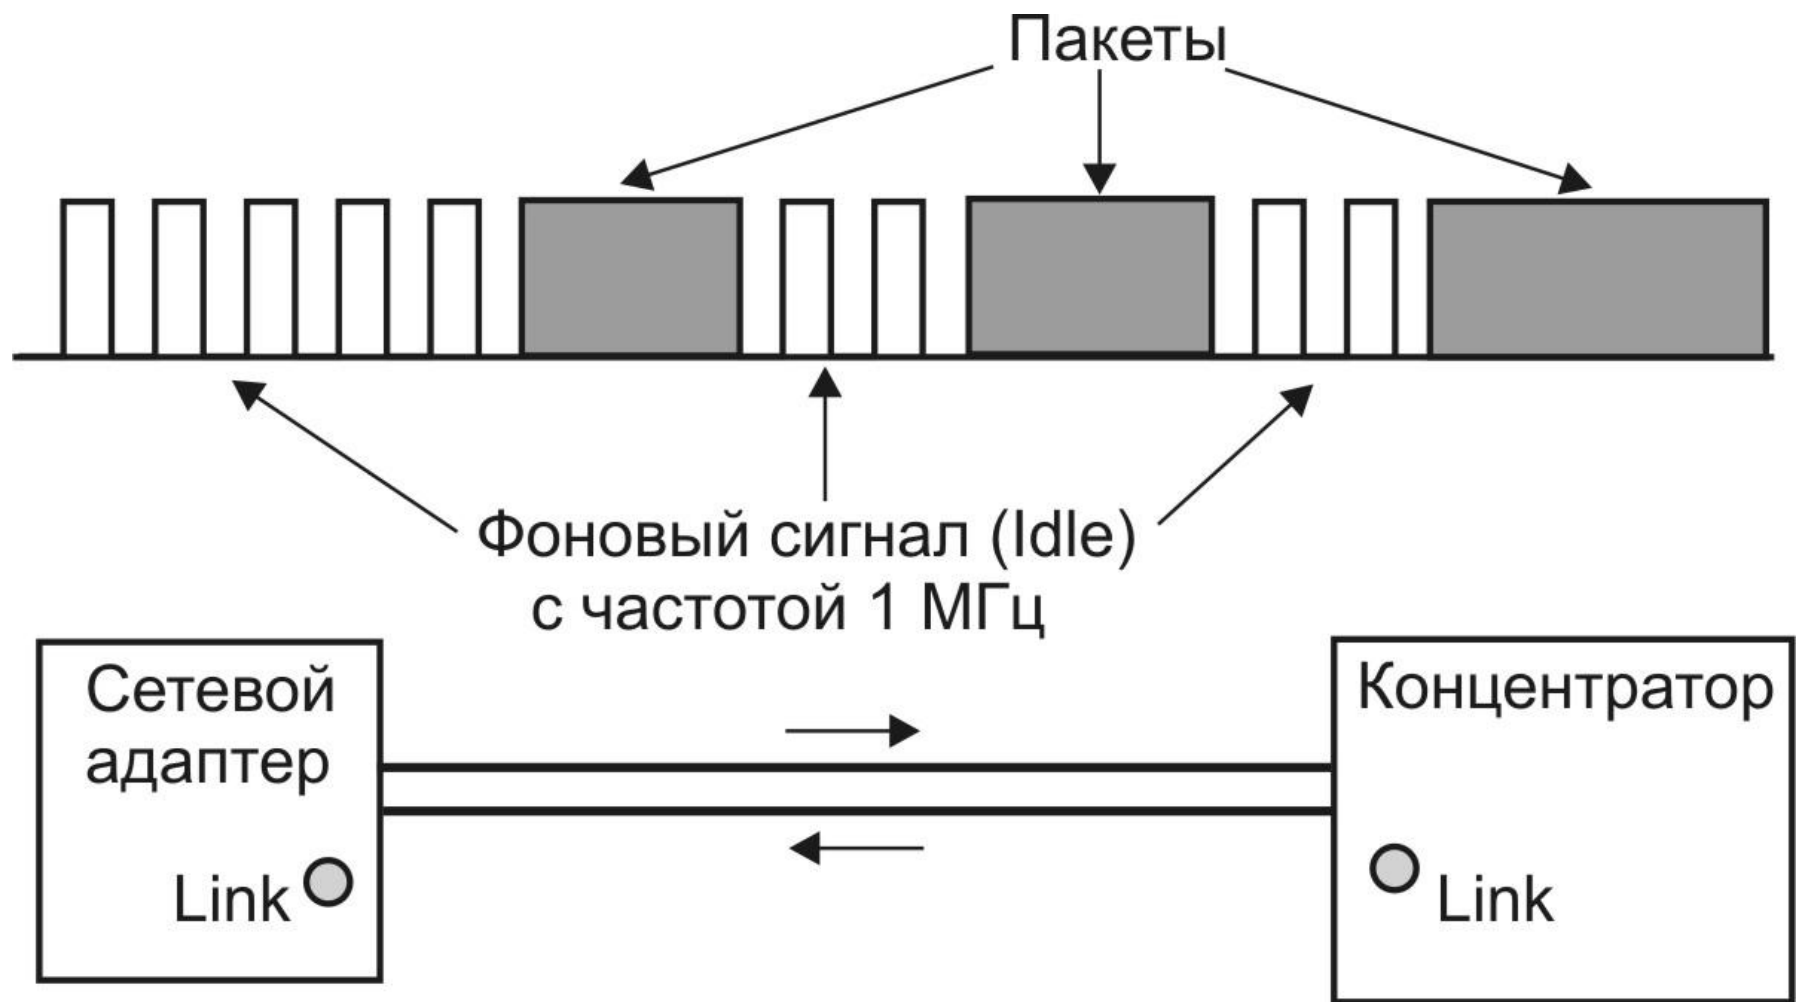 Пакеты
Фоновый сигнал (Idle)
с частотой 1 МГц
Сетевой
адаптер
Link
Концентратор
Link